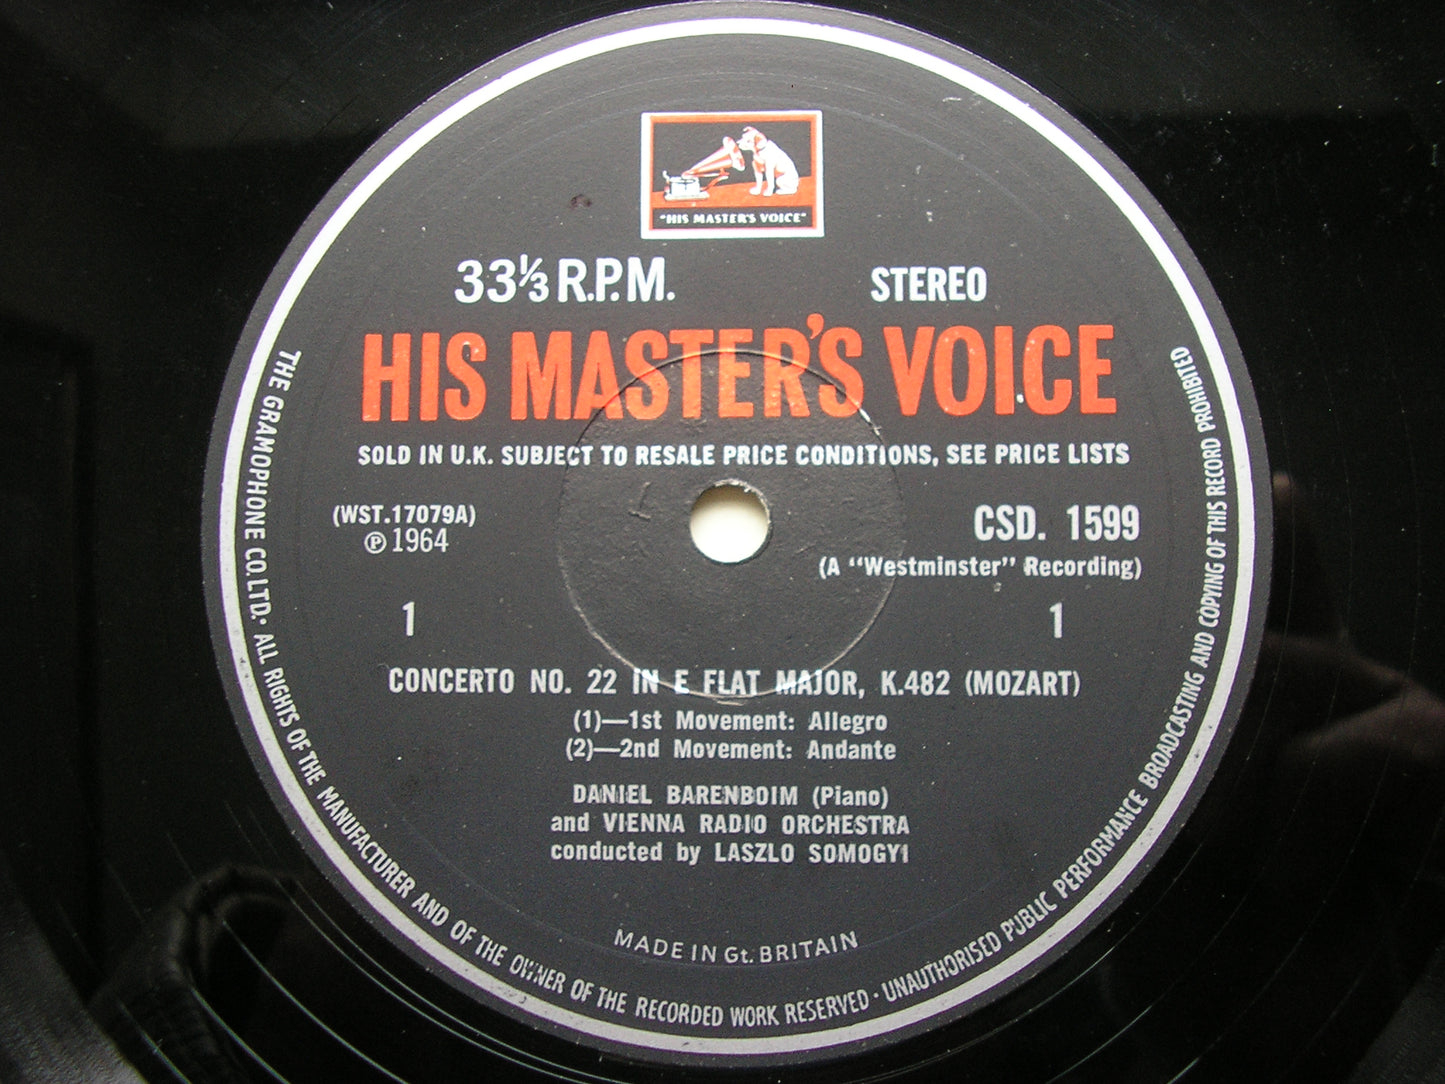 "HIS MASTER'S VOICE"
33⅓ R.P.M. STEREO
HIS MASTER'S VOICE
SOLD IN U.K. SUBJECT TO RESALE PRICE CONDITIONS, SEE PRICE LISTS
(WST.17079A) CSD. 1599
℗ 1964 (A "Westminster" Recording)
1 1
CONCERTO NO. 22 IN E FLAT MAJOR, K.482 (MOZART)
(1)—1st Movement: Allegro
(2)—2nd Movement: Andante
DANIEL BARENBOIM (Piano)
and VIENNA RADIO ORCHESTRA
conducted by LASZLO SOMOGYI
MADE IN Gt. BRITAIN
THE GRAMOPHONE CO. LTD. · ALL RIGHTS OF THE MANUFACTURER AND OF THE OWNER OF THE RECORDED WORK RESERVED · UNAUTHORISED PUBLIC PERFORMANCE BROADCASTING AND COPYING OF THIS RECORD PROHIBITED